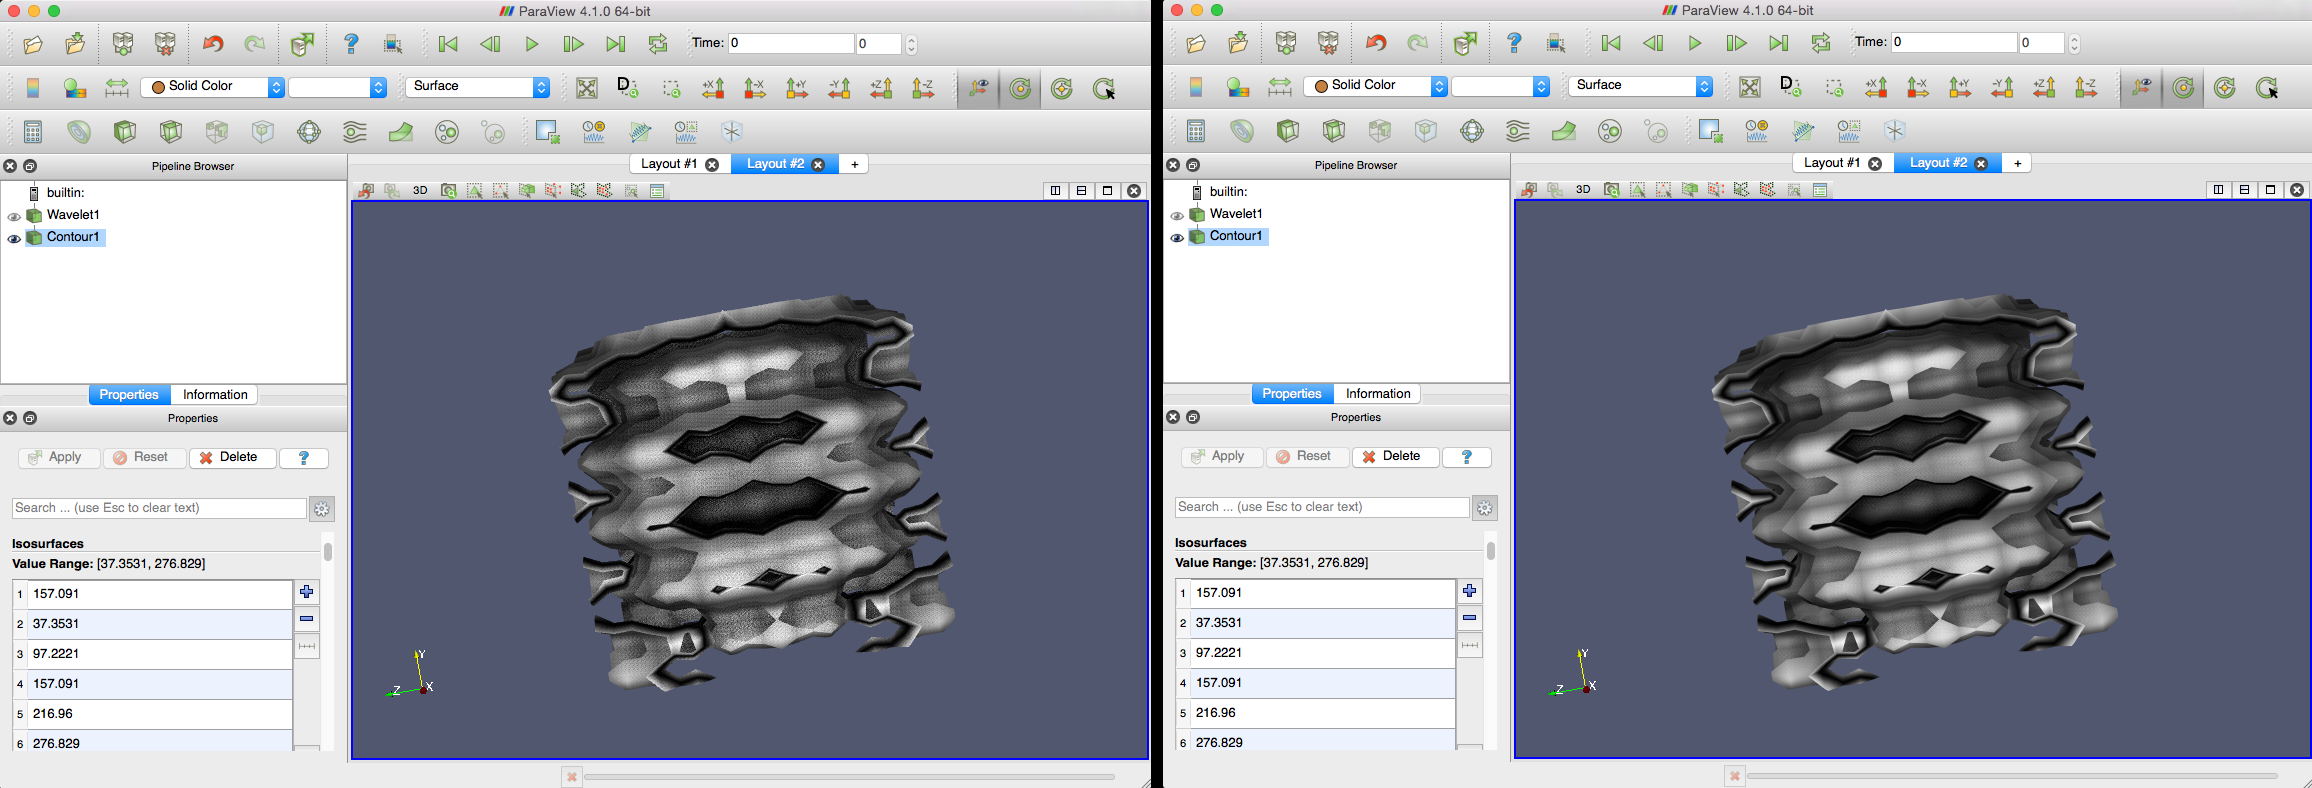 ParaView 4.1.0 64-bit
? Time: 0 0
Solid Color Surface D +X -X +Y -Y +Z -Z
Pipeline Browser
Layout #1 Layout #2 +
3D
builtin:
Wavelet1
Contour1
Properties Information
Properties
Apply Reset Delete ?
Search ... (use Esc to clear text)
Isosurfaces
Value Range: [37.3531, 276.829]
1 157.091
2 37.3531
3 97.2221
4 157.091
5 216.96
6 276.829
Y
Z X
ParaView 4.1.0 64-bit
? Time: 0 0
Solid Color Surface D +X -X +Y -Y +Z -Z
Pipeline Browser
Layout #1 Layout #2 +
3D
builtin:
Wavelet1
Contour1
Properties Information
Properties
Apply Reset Delete ?
Search ... (use Esc to clear text)
Isosurfaces
Value Range: [37.3531, 276.829]
1 157.091
2 37.3531
3 97.2221
4 157.091
5 216.96
6 276.829
Y
Z X